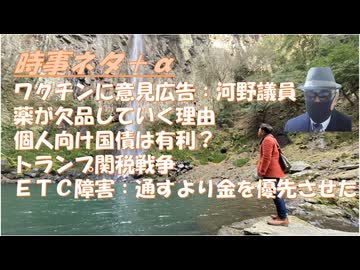 時事ネタ+α
ワクチンに意見広告:河野議員
薬が欠品していく理由
個人向け国債は有利?
トランプ関税戦争
ETC障害:通すより金を優先させた